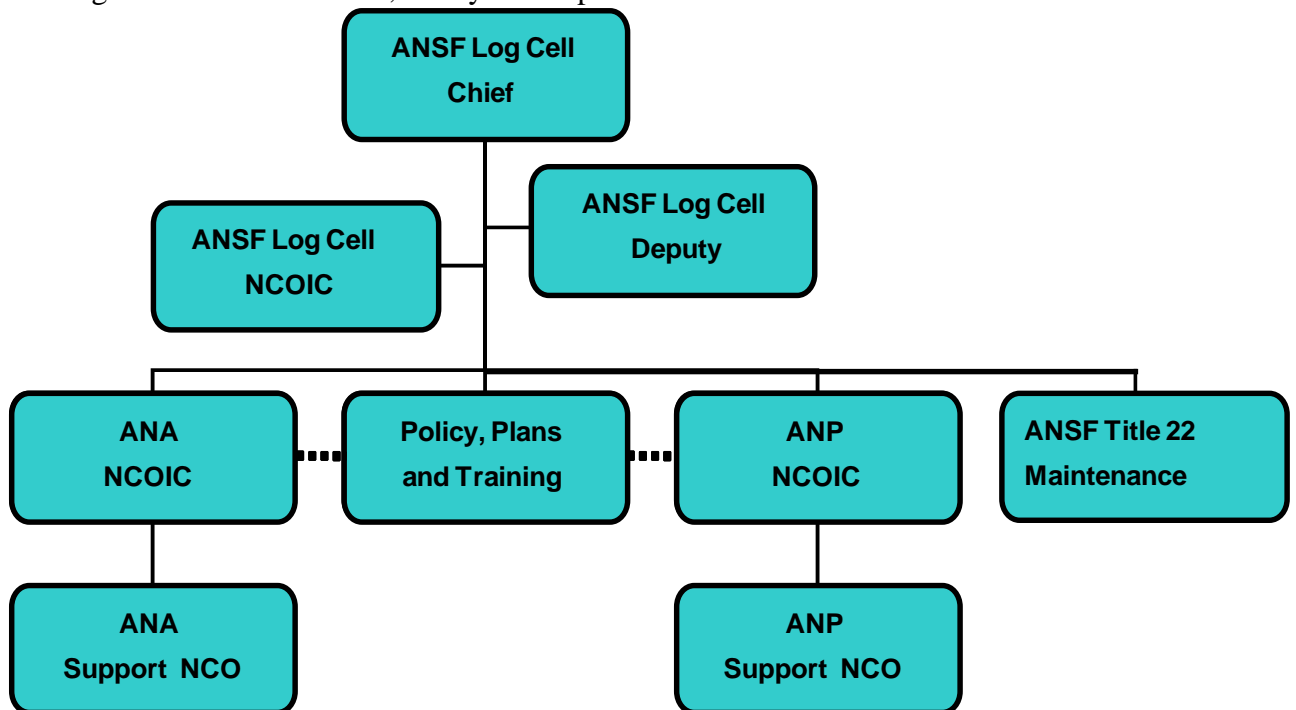 ANSF Log Cell
Chief
ANSF Log Cell
Deputy
ANSF Log Cell
NCOIC
ANA
NCOIC
Policy, Plans
and Training
ANP
NCOIC
ANSF Title 22
Maintenance
ANA
Support NCO
ANP
Support NCO